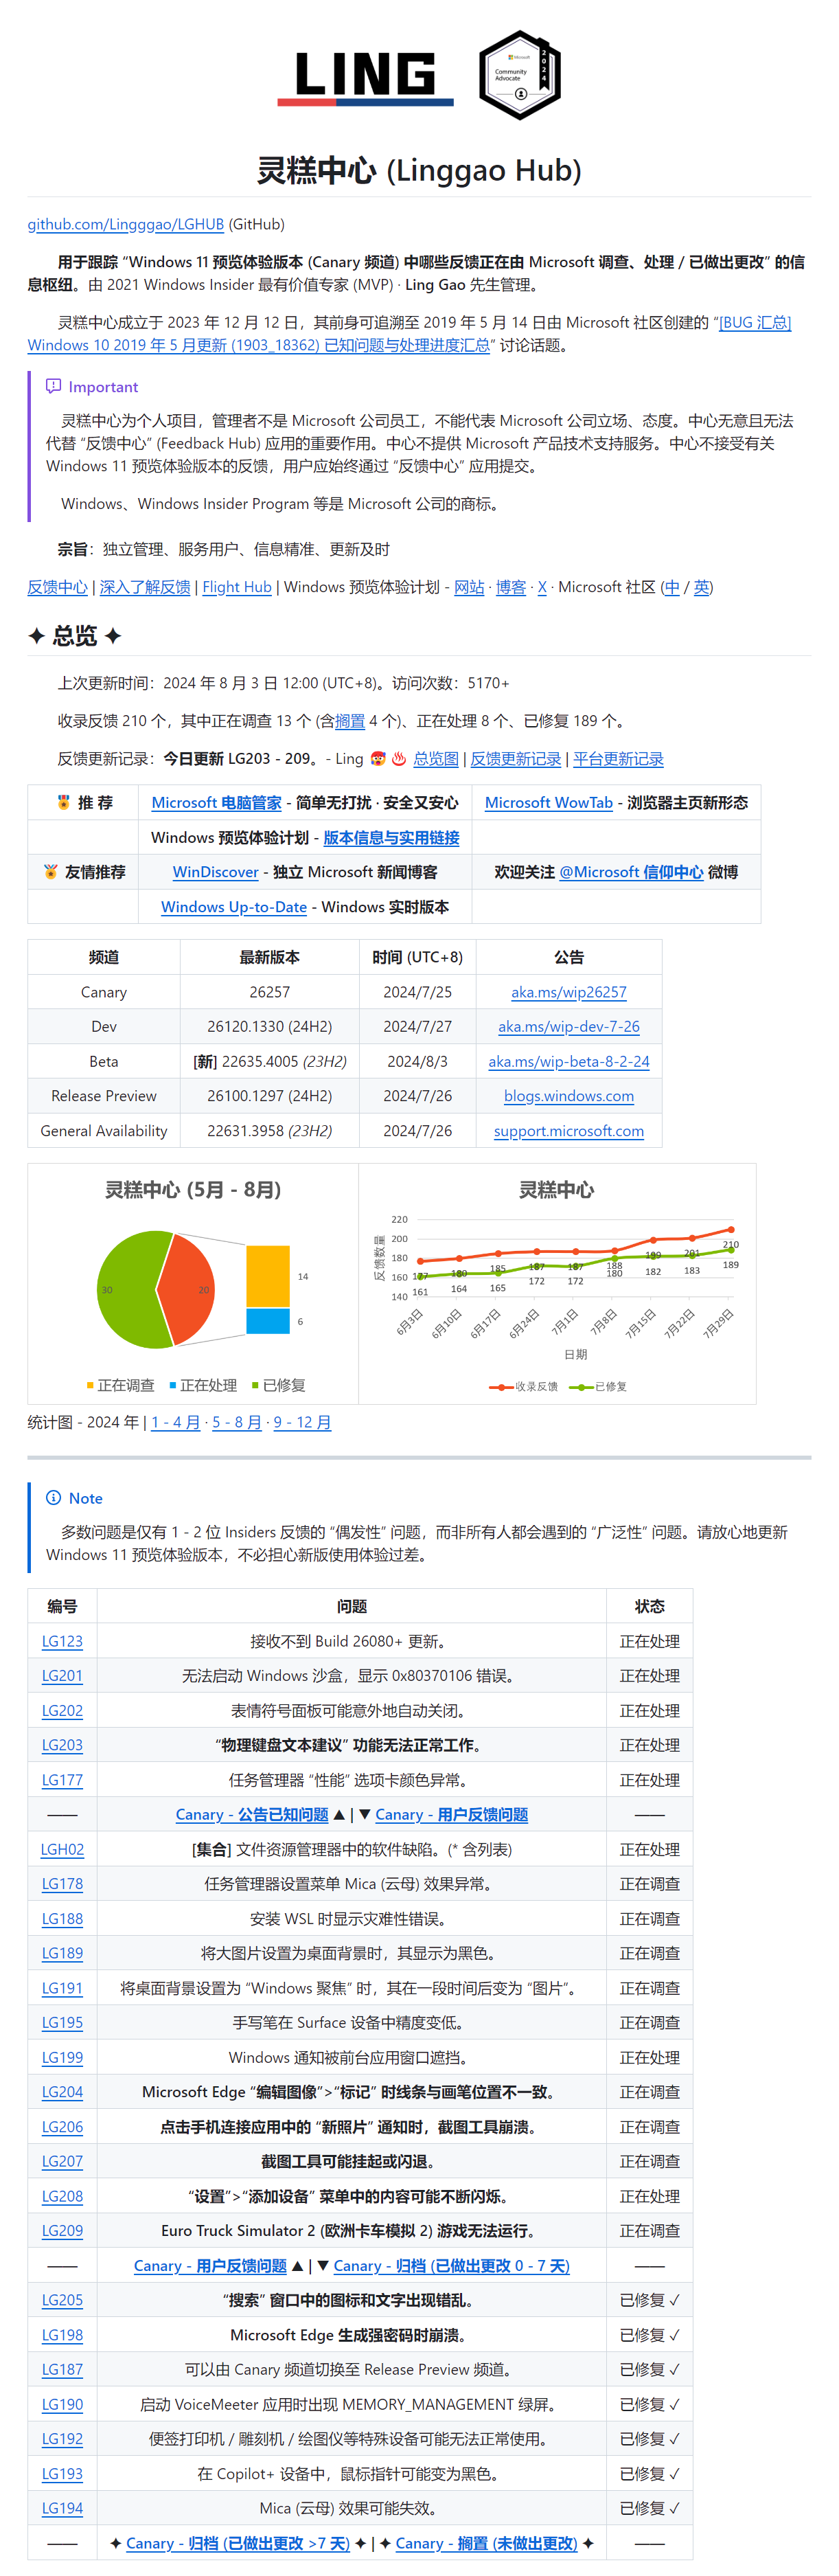 LING
Microsoft
Community
Advocate
2024
灵糕中心 (Linggao Hub)
github.com/Lingggao/LGHUB (GitHub)
用于跟踪 “Windows 11 预览体验版本 (Canary 频道) 中哪些反馈正在由 Microsoft 调查、处理 / 已做出更改” 的信
息枢纽。由 2021 Windows Insider 最有价值专家 (MVP) · Ling Gao 先生管理。
灵糕中心成立于 2023 年 12 月 12 日，其前身可追溯至 2019 年 5 月 14 日由 Microsoft 社区创建的 “[BUG 汇总]
Windows 10 2019 年 5 月更新 (1903_18362) 已知问题与处理进度汇总” 讨论话题。
Important
灵糕中心为个人项目，管理者不是 Microsoft 公司员工，不能代表 Microsoft 公司立场、态度。中心无意且无法
代替 “反馈中心” (Feedback Hub) 应用的重要作用。中心不提供 Microsoft 产品技术支持服务。中心不接受有关
Windows 11 预览体验版本的反馈，用户应始终通过 “反馈中心” 应用提交。
Windows、Windows Insider Program 等是 Microsoft 公司的商标。
宗旨：独立管理、服务用户、信息精准、更新及时
反馈中心 | 深入了解反馈 | Flight Hub | Windows 预览体验计划 - 网站 · 博客 · X · Microsoft 社区 (中 / 英)
✦ 总览 ✦
上次更新时间：2024 年 8 月 3 日 12:00 (UTC+8)。访问次数：5170+
收录反馈 210 个，其中正在调查 13 个 (含搁置 4 个)、正在处理 8 个、已修复 189 个。
反馈更新记录：今日更新 LG203 - 209。- Ling 🥵 ♨️ 总览图 | 反馈更新记录 | 平台更新记录
🏅 推 荐 Microsoft 电脑管家 - 简单无打扰 · 安全又安心 Microsoft WowTab - 浏览器主页新形态
Windows 预览体验计划 - 版本信息与实用链接
🏅 友情推荐 WinDiscover - 独立 Microsoft 新闻博客 欢迎关注 @Microsoft 信仰中心 微博
Windows Up-to-Date - Windows 实时版本
频道 最新版本 时间 (UTC+8) 公告
Canary 26257 2024/7/25 aka.ms/wip26257
Dev 26120.1330 (24H2) 2024/7/27 aka.ms/wip-dev-7-26
Beta [新] 22635.4005 (23H2) 2024/8/3 aka.ms/wip-beta-8-2-24
Release Preview 26100.1297 (24H2) 2024/7/26 blogs.windows.com
General Availability 22631.3958 (23H2) 2024/7/26 support.microsoft.com
灵糕中心 (5月 - 8月)
30 20 14 6
正在调查 正在处理 已修复
灵糕中心
反馈数量
220
200
180
160
140
177 180 185 187 187 188 199 201 210
161 164 165 172 172 180 182 183 189
6月3日 6月10日 6月17日 6月24日 7月1日 7月8日 7月15日 7月22日 7月29日
日期
收录反馈 已修复
统计图 - 2024 年 | 1 - 4 月 · 5 - 8 月 · 9 - 12 月
Note
多数问题是仅有 1 - 2 位 Insiders 反馈的 “偶发性” 问题，而非所有人都会遇到的 “广泛性” 问题。请放心地更新
Windows 11 预览体验版本，不必担心新版使用体验过差。
编号 问题 状态
LG123 接收不到 Build 26080+ 更新。 正在处理
LG201 无法启动 Windows 沙盒，显示 0x80370106 错误。 正在处理
LG202 表情符号面板可能意外地自动关闭。 正在处理
LG203 “物理键盘文本建议” 功能无法正常工作。 正在处理
LG177 任务管理器 “性能” 选项卡颜色异常。 正在处理
—— Canary - 公告已知问题 ▲ | ▼ Canary - 用户反馈问题 ——
LGH02 [集合] 文件资源管理器中的软件缺陷。(* 含列表) 正在处理
LG178 任务管理器设置菜单 Mica (云母) 效果异常。 正在调查
LG188 安装 WSL 时显示灾难性错误。 正在调查
LG189 将大图片设置为桌面背景时，其显示为黑色。 正在调查
LG191 将桌面背景设置为 “Windows 聚焦” 时，其在一段时间后变为 “图片”。 正在调查
LG195 手写笔在 Surface 设备中精度变低。 正在调查
LG199 Windows 通知被前台应用窗口遮挡。 正在处理
LG204 Microsoft Edge “编辑图像”>“标记” 时线条与画笔位置不一致。 正在调查
LG206 点击手机连接应用中的 “新照片” 通知时，截图工具崩溃。 正在调查
LG207 截图工具可能挂起或闪退。 正在调查
LG208 “设置”>“添加设备” 菜单中的内容可能不断闪烁。 正在处理
LG209 Euro Truck Simulator 2 (欧洲卡车模拟 2) 游戏无法运行。 正在调查
—— Canary - 用户反馈问题 ▲ | ▼ Canary - 归档 (已做出更改 0 - 7 天) ——
LG205 “搜索” 窗口中的图标和文字出现错乱。 已修复 ✓
LG198 Microsoft Edge 生成强密码时崩溃。 已修复 ✓
LG187 可以由 Canary 频道切换至 Release Preview 频道。 已修复 ✓
LG190 启动 VoiceMeeter 应用时出现 MEMORY_MANAGEMENT 绿屏。 已修复 ✓
LG192 便签打印机 / 雕刻机 / 绘图仪等特殊设备可能无法正常使用。 已修复 ✓
LG193 在 Copilot+ 设备中，鼠标指针可能变为黑色。 已修复 ✓
LG194 Mica (云母) 效果可能失效。 已修复 ✓
—— ✦ Canary - 归档 (已做出更改 >7 天) ✦ | ✦ Canary - 搁置 (未做出更改) ✦ ——